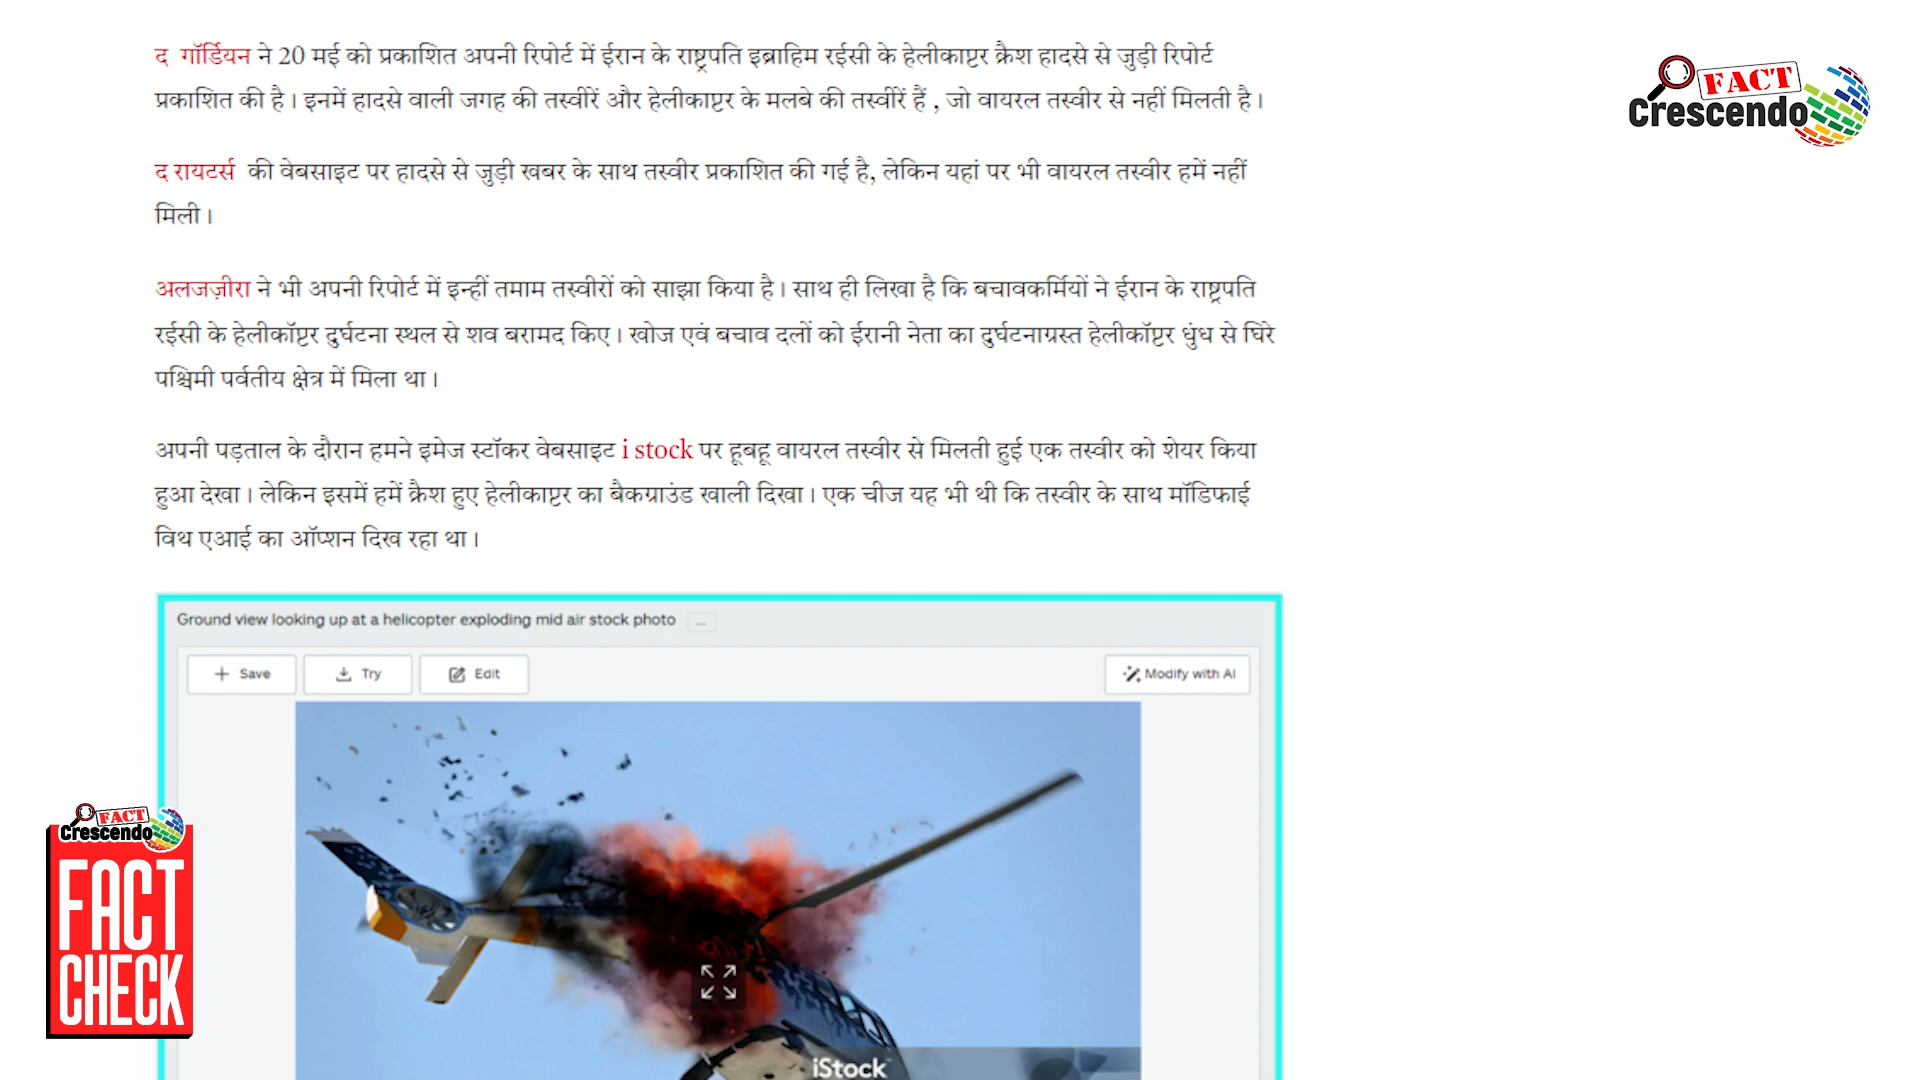 द गॉर्डियन ने 20 मई को प्रकाशित अपनी रिपोर्ट में ईरान के राष्ट्रपति इब्राहिम रईसी के हेलीकाप्टर क्रैश हादसे से जुड़ी रिपोर्ट
प्रकाशित की है। इनमें हादसे वाली जगह की तस्वीरें और हेलीकाप्टर के मलबे की तस्वीरें हैं , जो वायरल तस्वीर से नहीं मिलती है।
FACT
Crescendo
द रायटर्स की वेबसाइट पर हादसे से जुड़ी खबर के साथ तस्वीर प्रकाशित की गई है, लेकिन यहां पर भी वायरल तस्वीर हमें नहीं
मिली।
अलजज़ीरा ने भी अपनी रिपोर्ट में इन्हीं तमाम तस्वीरों को साझा किया है। साथ ही लिखा है कि बचावकर्मियों ने ईरान के राष्ट्रपति
रईसी के हेलीकॉप्टर दुर्घटना स्थल से शव बरामद किए। खोज एवं बचाव दलों को ईरानी नेता का दुर्घटनाग्रस्त हेलीकॉप्टर धुंध से घिरे
पश्चिमी पर्वतीय क्षेत्र में मिला था।
अपनी पड़ताल के दौरान हमने इमेज स्टॉकर वेबसाइट i stock पर हूबहू वायरल तस्वीर से मिलती हुई एक तस्वीर को शेयर किया
हुआ देखा। लेकिन इसमें हमें क्रैश हुए हेलीकाप्टर का बैकग्राउंड खाली दिखा। एक चीज यह भी थी कि तस्वीर के साथ मॉडिफाई
विथ एआई का ऑप्शन दिख रहा था।
Ground view looking up at a helicopter exploding mid air stock photo ...
Save Try Edit Modify with AI
FACT
Crescendo
FACT
CHECK
iStock